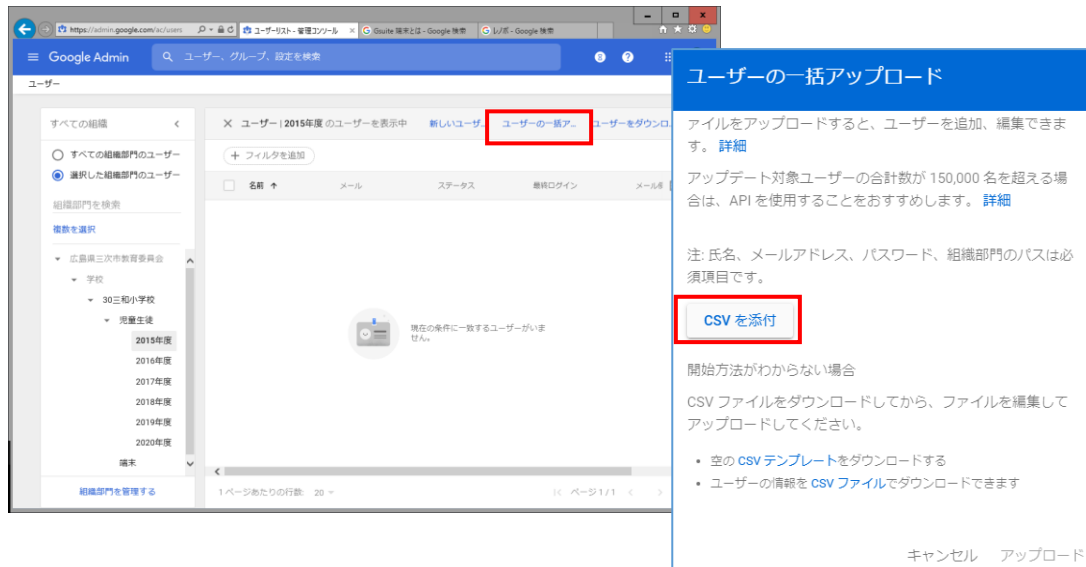 https://admin.google.com/ac/users
ユーザーリスト - 管理コンソール
Gsuite 端末とは - Google 検索
レノボ - Google 検索
Google Admin
ユーザー、グループ、設定を検索
ユーザー
すべての組織
すべての組織部門のユーザー
選択した組織部門のユーザー
組織部門を検索
複数を選択
広島県三次市教育委員会
学校
30三和小学校
児童生徒
2015年度
2016年度
2017年度
2018年度
2019年度
2020年度
端末
組織部門を管理する
ユーザー | 2015年度 のユーザーを表示中
新しいユーザ...
ユーザーの一括ア...
ユーザーをダウンロ...
+ フィルタを追加
名前 ↑
メール
ステータス
最終ログイン
メール
現在の条件に一致するユーザーがいま
せん。
1 ページあたりの行数: 20
ページ 1 / 1
ユーザーの一括アップロード
ァイルをアップロードすると、ユーザーを追加、編集できま
す。 詳細
アップデート対象ユーザーの合計数が 150,000 名を超える場
合は、API を使用することをおすすめします。 詳細
注: 氏名、メールアドレス、パスワード、組織部門のパスは必
須項目です。
CSV を添付
開始方法がわからない場合
CSV ファイルをダウンロードしてから、ファイルを編集して
アップロードしてください。
• 空の CSV テンプレートをダウンロードする
• ユーザーの情報を CSV ファイルでダウンロードできます
キャンセル アップロード